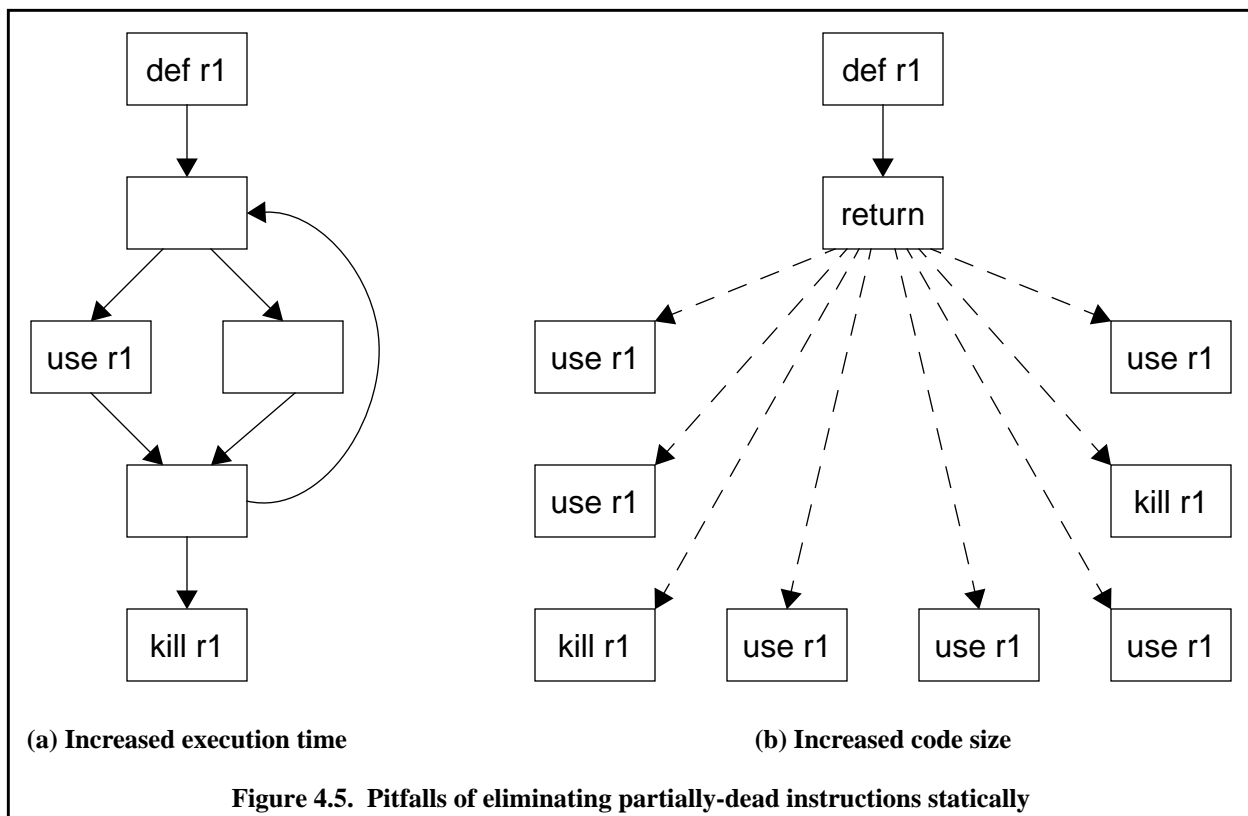 def r1
use r1
kill r1
(a) Increased execution time
def r1
return
use r1
use r1
use r1
kill r1
kill r1
use r1
use r1
use r1
(b) Increased code size
Figure 4.5. Pitfalls of eliminating partially-dead instructions statically